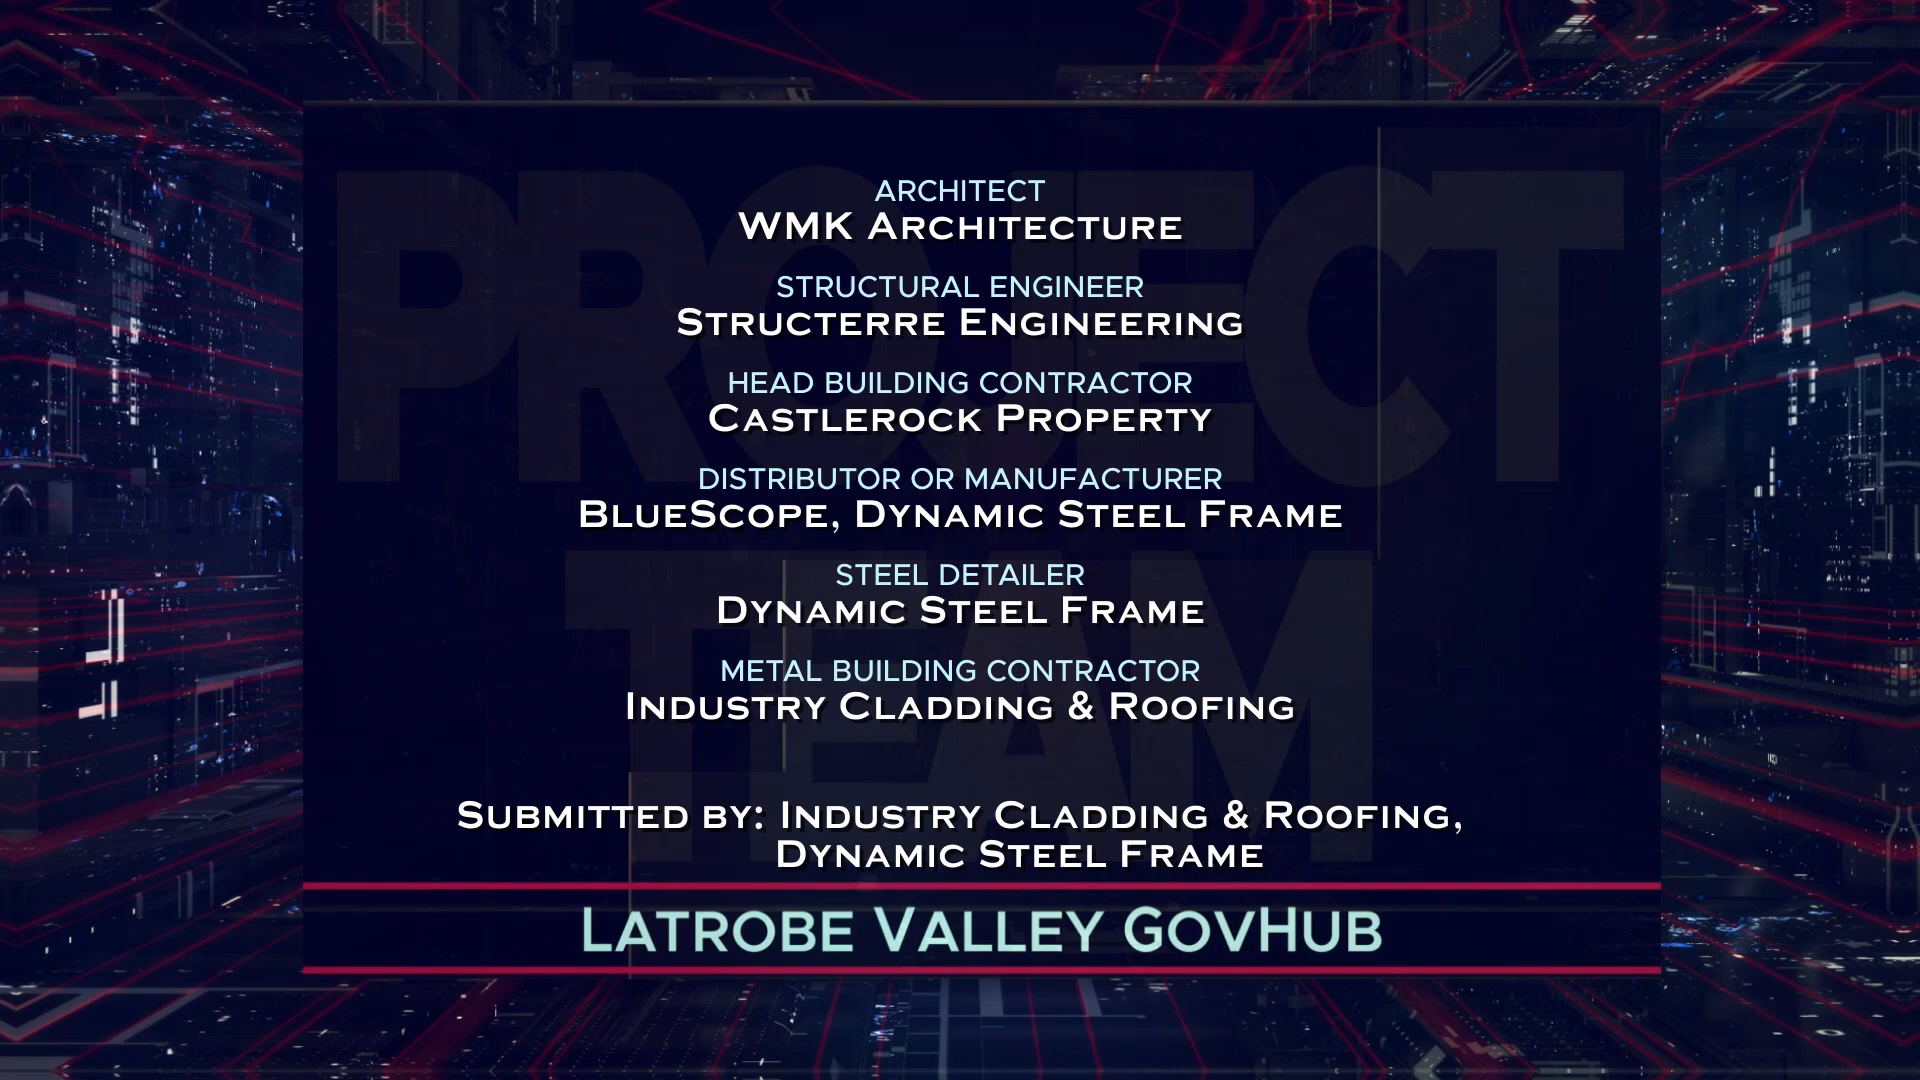 PROJECT
TEAM
ARCHITECT
WMK Architecture
STRUCTURAL ENGINEER
Structerre Engineering
HEAD BUILDING CONTRACTOR
Castlerock Property
DISTRIBUTOR OR MANUFACTURER
BlueScope, Dynamic Steel Frame
STEEL DETAILER
Dynamic Steel Frame
METAL BUILDING CONTRACTOR
Industry Cladding & Roofing
Submitted by: Industry Cladding & Roofing,
Dynamic Steel Frame
Latrobe Valley GovHub